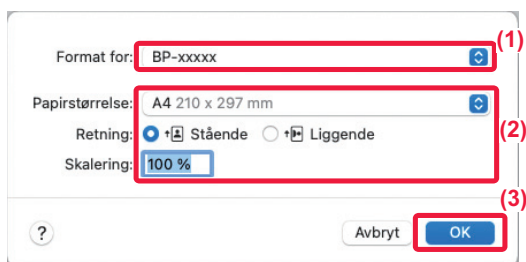 (1)
Format for: BP-xxxxx
Papirstørrelse: A4 210 x 297 mm
Retning: Stående Liggende
(2)
Skalering: 100 %
(3)
? Avbryt OK